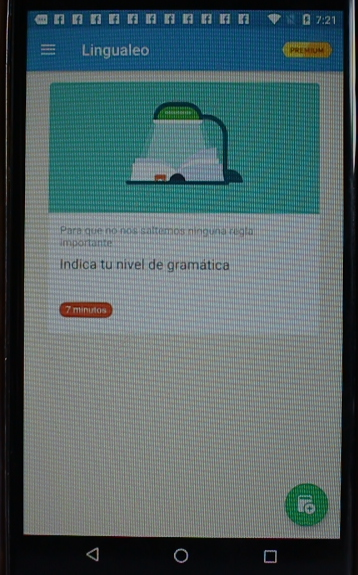 7:21
Lingualeo
PREMIUM
Para que no nos saltemos ninguna regla
importante
Indica tu nivel de gramática
7 minutos